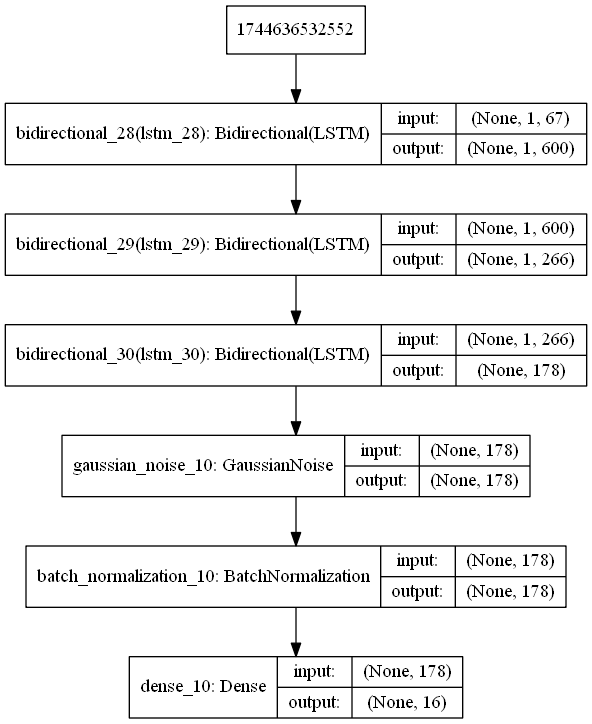 1744636532552
bidirectional_28(lstm_28): Bidirectional(LSTM)
input: (None, 1, 67)
output: (None, 1, 600)
bidirectional_29(lstm_29): Bidirectional(LSTM)
input: (None, 1, 600)
output: (None, 1, 266)
bidirectional_30(lstm_30): Bidirectional(LSTM)
input: (None, 1, 266)
output: (None, 178)
gaussian_noise_10: GaussianNoise
input: (None, 178)
output: (None, 178)
batch_normalization_10: BatchNormalization
input: (None, 178)
output: (None, 178)
dense_10: Dense
input: (None, 178)
output: (None, 16)